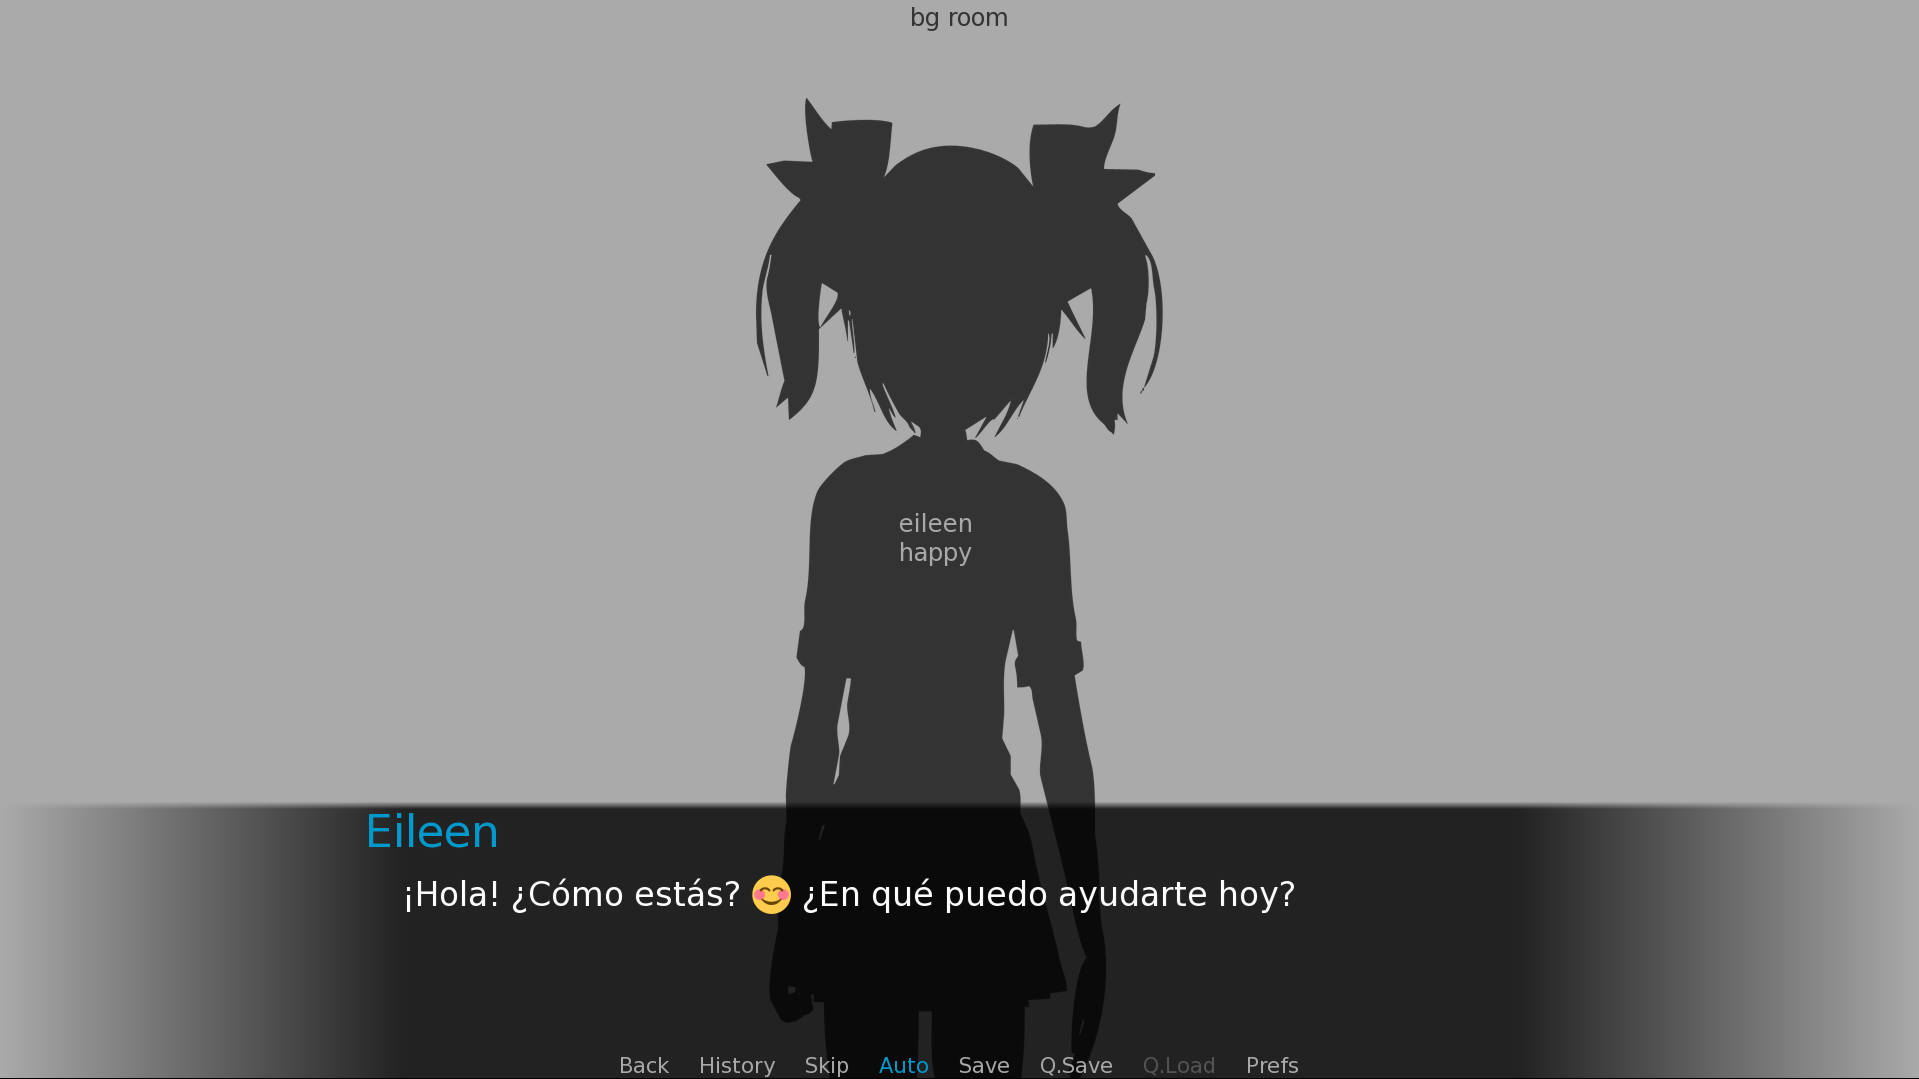 bg room
eileen
happy
Eileen
¡Hola! ¿Cómo estás? 😊 ¿En qué puedo ayudarte hoy?
Back History Skip Auto Save Q.Save Q.Load Prefs